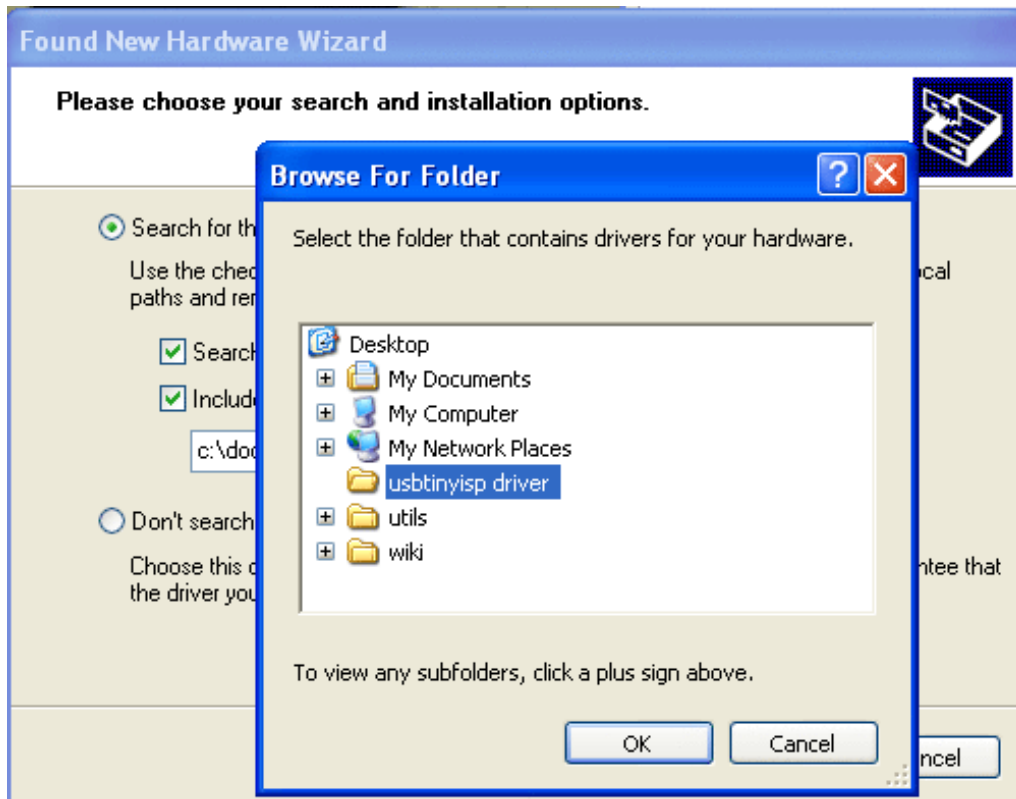 Found New Hardware Wizard
Please choose your search and installation options.
Browse For Folder
Search for th
Select the folder that contains drivers for your hardware.
Use the chec
ocal
paths and rer
Desktop
Search
My Documents
Includ
My Computer
c:\doc
My Network Places
usbtinyisp driver
Don't search
utils
wiki
Choose this o
ntee that
the driver you
To view any subfolders, click a plus sign above.
OK
Cancel
ncel